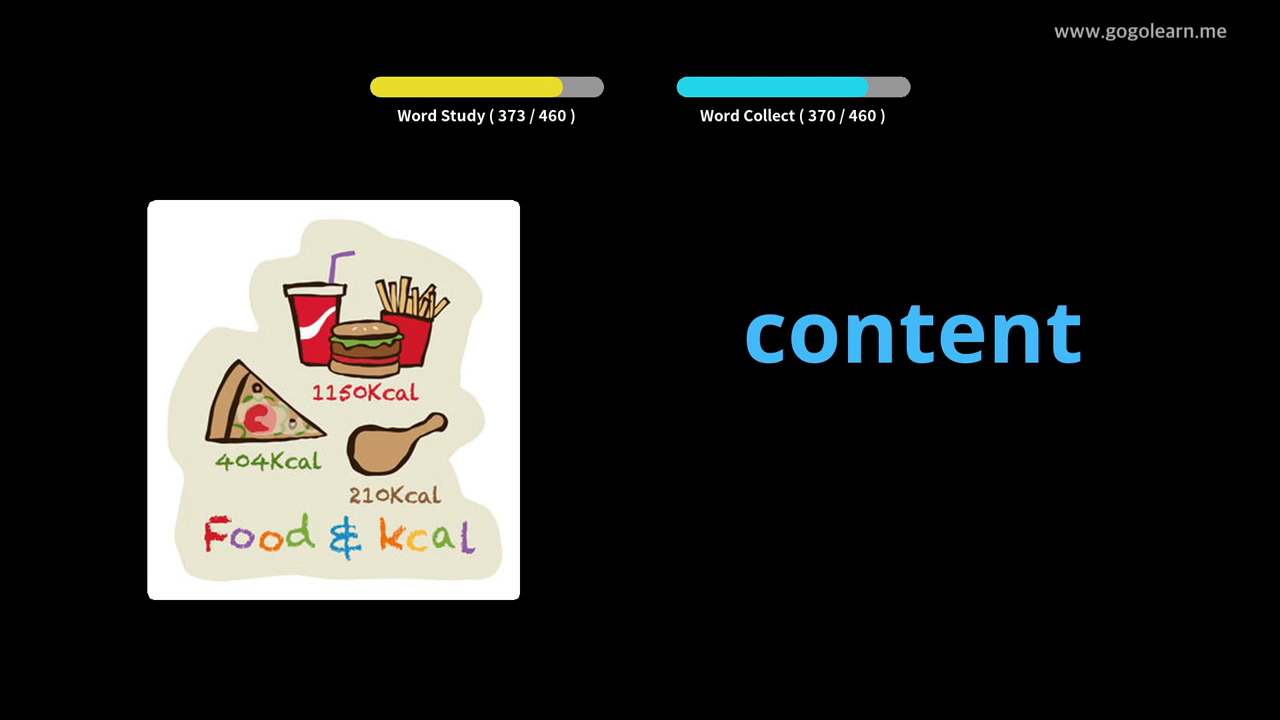 www.gogolearn.me
Word Study ( 373 / 460 )
Word Collect ( 370 / 460 )
content
1150Kcal
404Kcal
210Kcal
Food & kcal